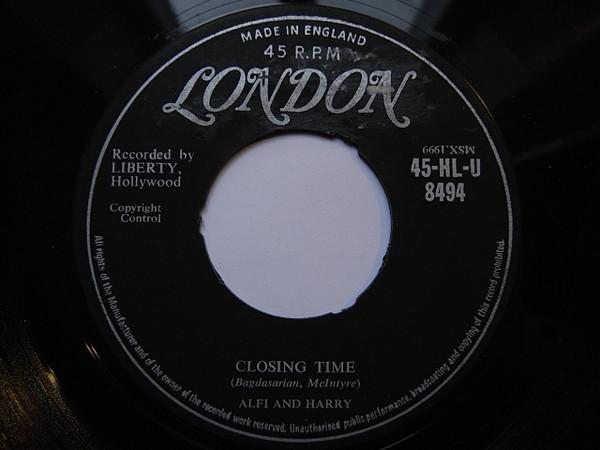 MADE IN ENGLAND
45 R.P.M
LONDON
Recorded by
LIBERTY,
Hollywood
Copyright
Control
MSX.1999
45-HL-U
8494
CLOSING TIME
(Bagdasarian, McIntyre)
ALFI AND HARRY
All rights of the Manufacturer and of the owner of the recorded work reserved. Unauthorised public performance, broadcasting and copying of this record prohibited.